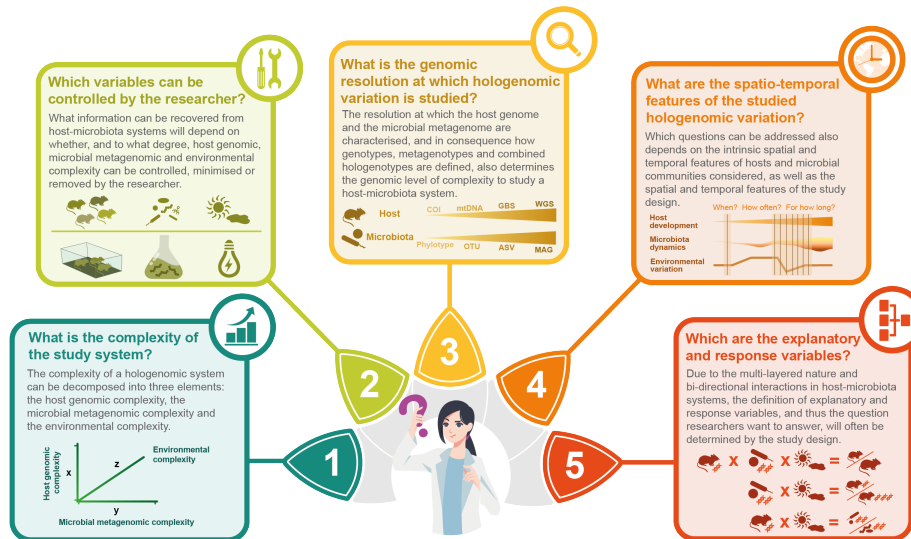 Which variables can be
controlled by the researcher?
What information can be recovered from
host-microbiota systems will depend on
whether, and to what degree, host genomic,
microbial metagenomic and environmental
complexity can be controlled, minimised or
removed by the researcher.
What is the genomic
resolution at which hologenomic
variation is studied?
The resolution at which the host genome
and the microbial metagenome are
characterised, and in consequence how
genotypes, metagenotypes and combined
hologenotypes are defined, also determines
the genomic level of complexity to study a
host-microbiota system.
Host
COI mtDNA GBS WGS
Microbiota
Phylotype OTU ASV MAG
What are the spatio-temporal
features of the studied
hologenomic variation?
Which questions can be addressed also
depends on the intrinsic spatial and
temporal features of hosts and microbial
communities considered, as well as the
spatial and temporal features of the study
design.
When? How often? For how long?
Host
development
Microbiota
dynamics
Environmental
variation
What is the complexity of
the study system?
The complexity of a hologenomic system
can be decomposed into three elements:
the host genomic complexity, the
microbial metagenomic complexity and
the environmental complexity.
Host genomic
complexity
x
z
y
Environmental
complexity
Microbial metagenomic complexity
Which are the explanatory
and response variables?
Due to the multi-layered nature and
bi-directional interactions in host-microbiota
systems, the definition of explanatory and
response variables, and thus the question
researchers want to answer, will often be
determined by the study design.
X X =
X =
X =
1
2
3
4
5
?